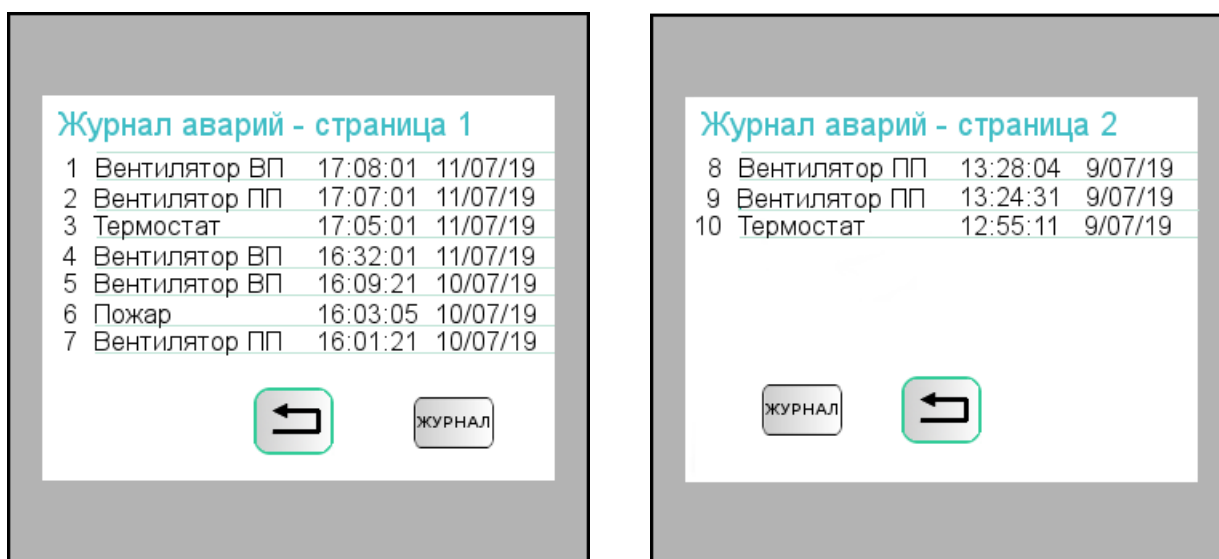 Журнал аварий - страница 1
1 Вентилятор ВП 17:08:01 11/07/19
2 Вентилятор ПП 17:07:01 11/07/19
3 Термостат 17:05:01 11/07/19
4 Вентилятор ВП 16:32:01 11/07/19
5 Вентилятор ВП 16:09:21 10/07/19
6 Пожар 16:03:05 10/07/19
7 Вентилятор ПП 16:01:21 10/07/19
ЖУРНАЛ
Журнал аварий - страница 2
8 Вентилятор ПП 13:28:04 9/07/19
9 Вентилятор ПП 13:24:31 9/07/19
10 Термостат 12:55:11 9/07/19
ЖУРНАЛ